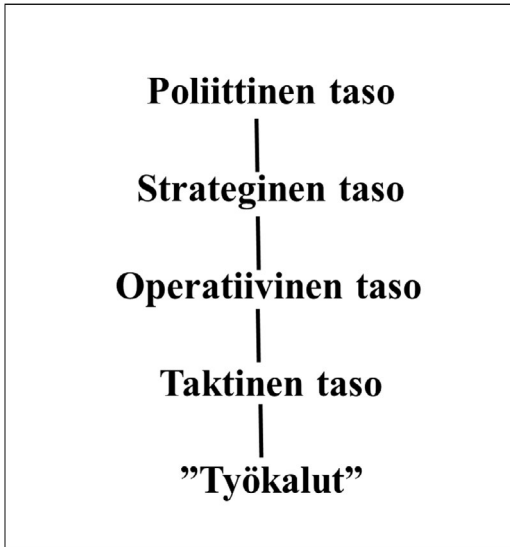 Poliittinen taso
Strateginen taso
Operatiivinen taso
Taktinen taso
”Työkalut”